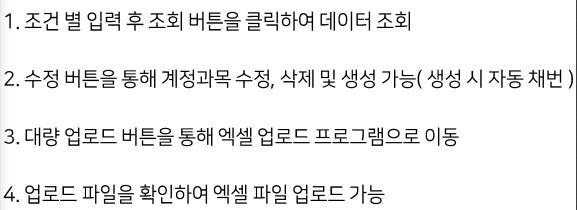 1. 조건 별 입력 후 조회 버튼을 클릭하여 데이터 조회
2. 수정 버튼을 통해 계정과목 수정, 삭제 및 생성 가능( 생성 시 자동 채번 )
3. 대량 업로드 버튼을 통해 엑셀 업로드 프로그램으로 이동
4. 업로드 파일을 확인하여 엑셀 파일 업로드 가능